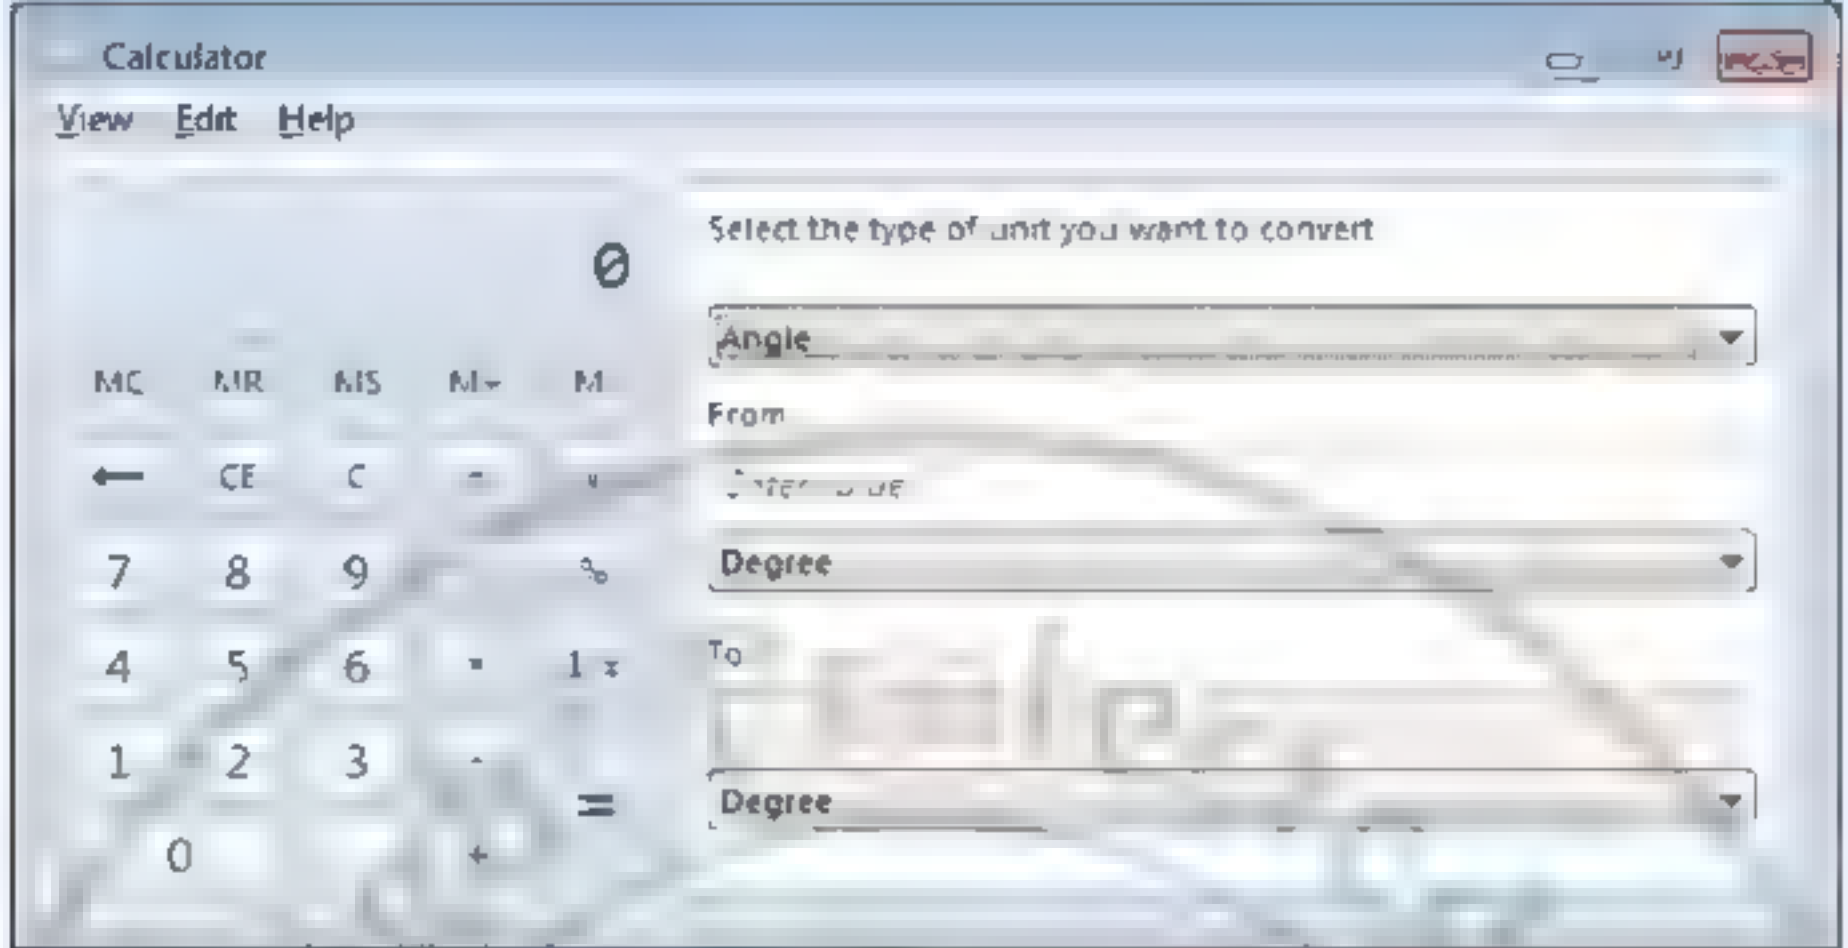 Calculator
View Edit Help
0
Select the type of unit you want to convert
Angle
MC MR MS M+ M
From
← CE C
Degree
7 8 9 %
To
4 5 6 1 x
1 2 3
Degree
=
0 +